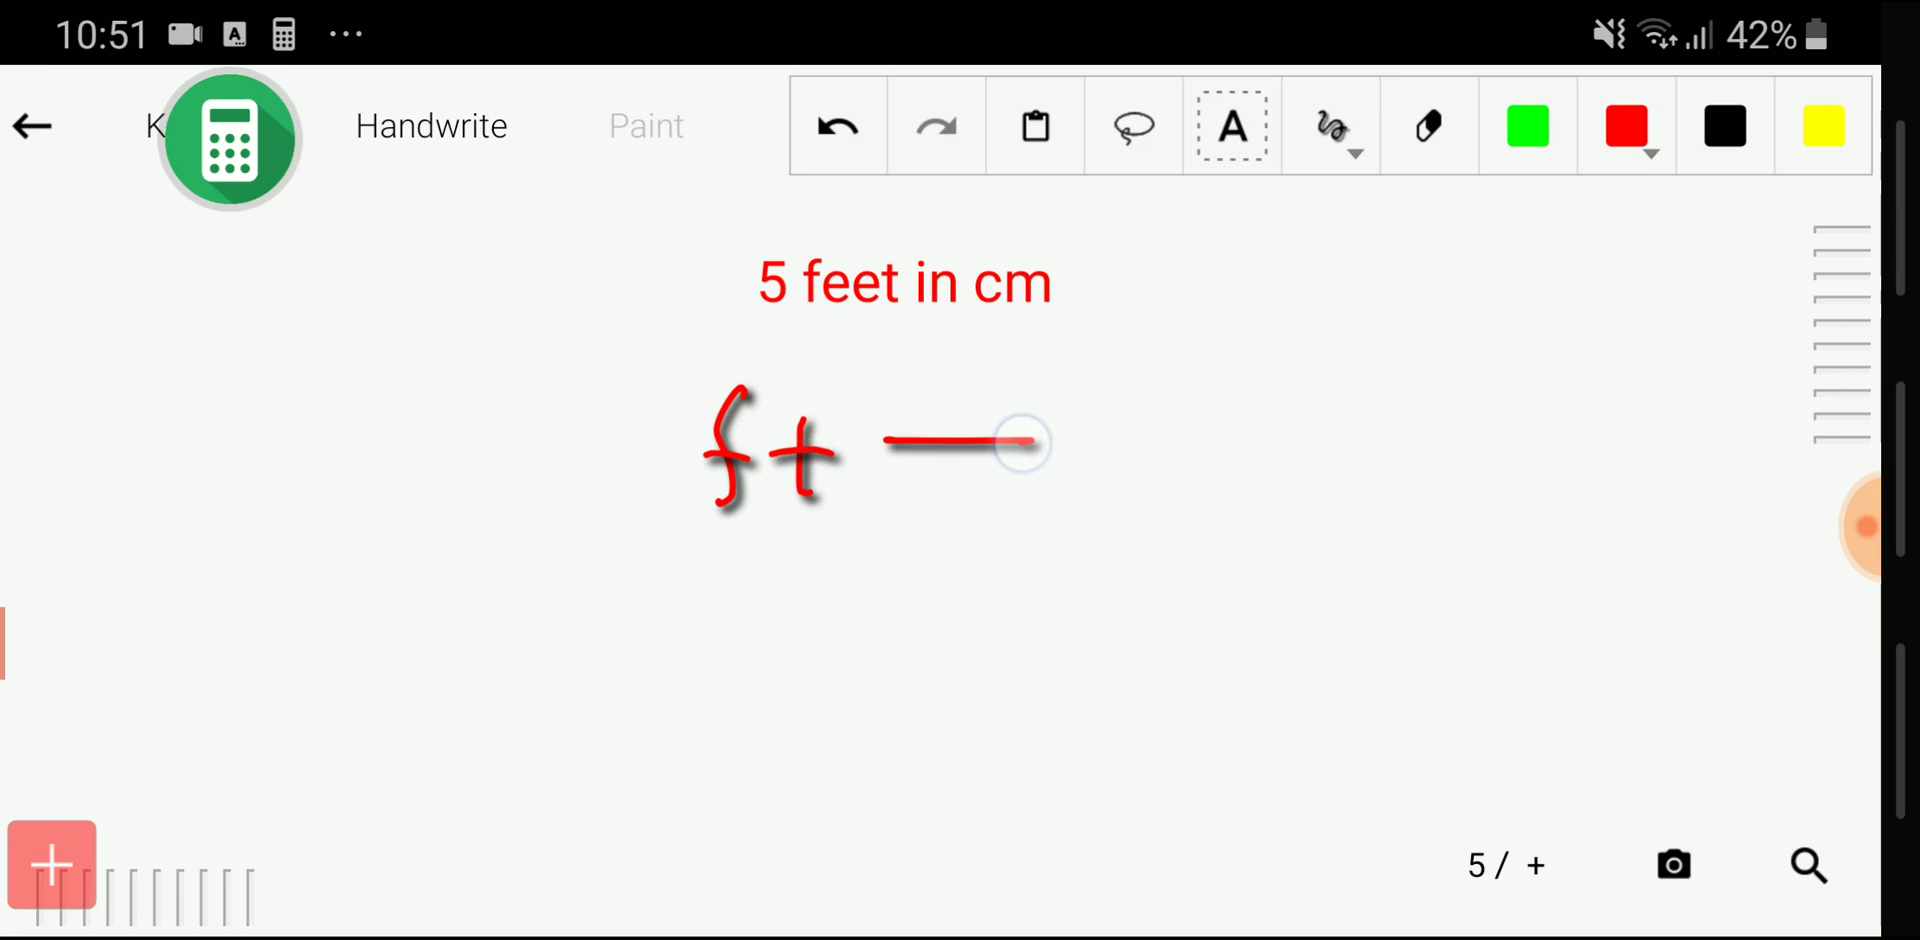 10:51 A ... 42%
K Handwrite Paint A
5 feet in cm
ft —
5 / +